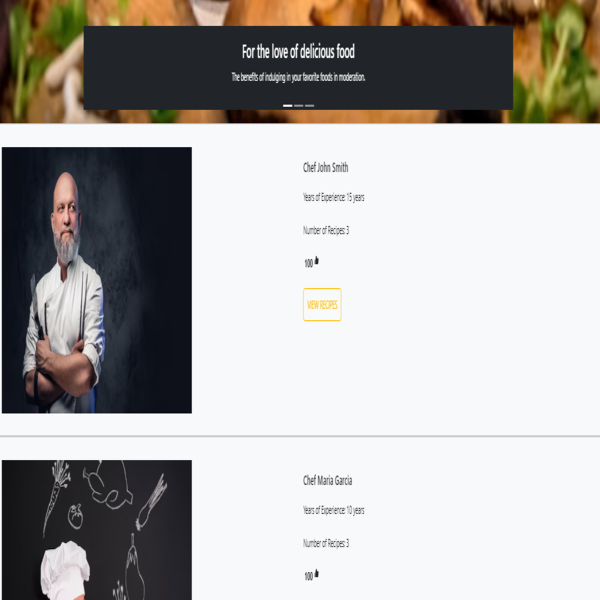 For the love of delicious food
The benefits of indulging in your favorite foods in moderation.
Chef John Smith
Years of Experience: 15 years
Number of Recipes: 3
100
VIEW RECIPES
Chef Maria Garcia
Years of Experience: 10 years
Number of Recipes: 3
100